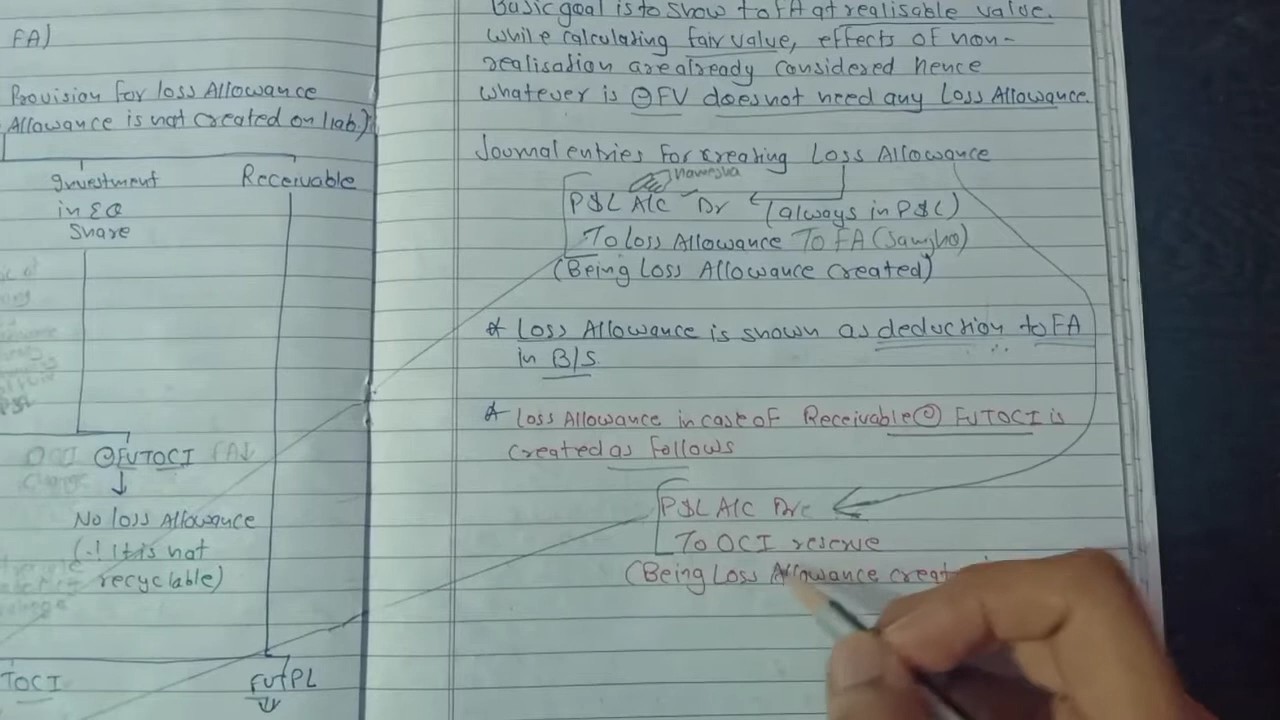 FA)
Provision for loss Allowance
Allowance is not created on liab)
Investment
in EQ
Share
Receivable
@FVTOCI
No loss Allowance
(∵ It is not
recyclable)
TOCI
FVTPL
Basic goal is to show to FA at realisable value.
while calculating fair value, effects of non-
realisation are already considered hence
whatever is @FV does not need any Loss Allowance.
Journal entries for creating Loss Allowance
hamesha
P&L A/c Dr (always in P&L)
To loss Allowance To FA (Samjho)
(Being Loss Allowance created)
* Loss Allowance is shown as deduction to FA
in B/S.
* Loss Allowance in case of Receivable @ FVTOCI is
created as follows
P&L A/c Dr
To OCI reserve
(Being Loss Allowance creat